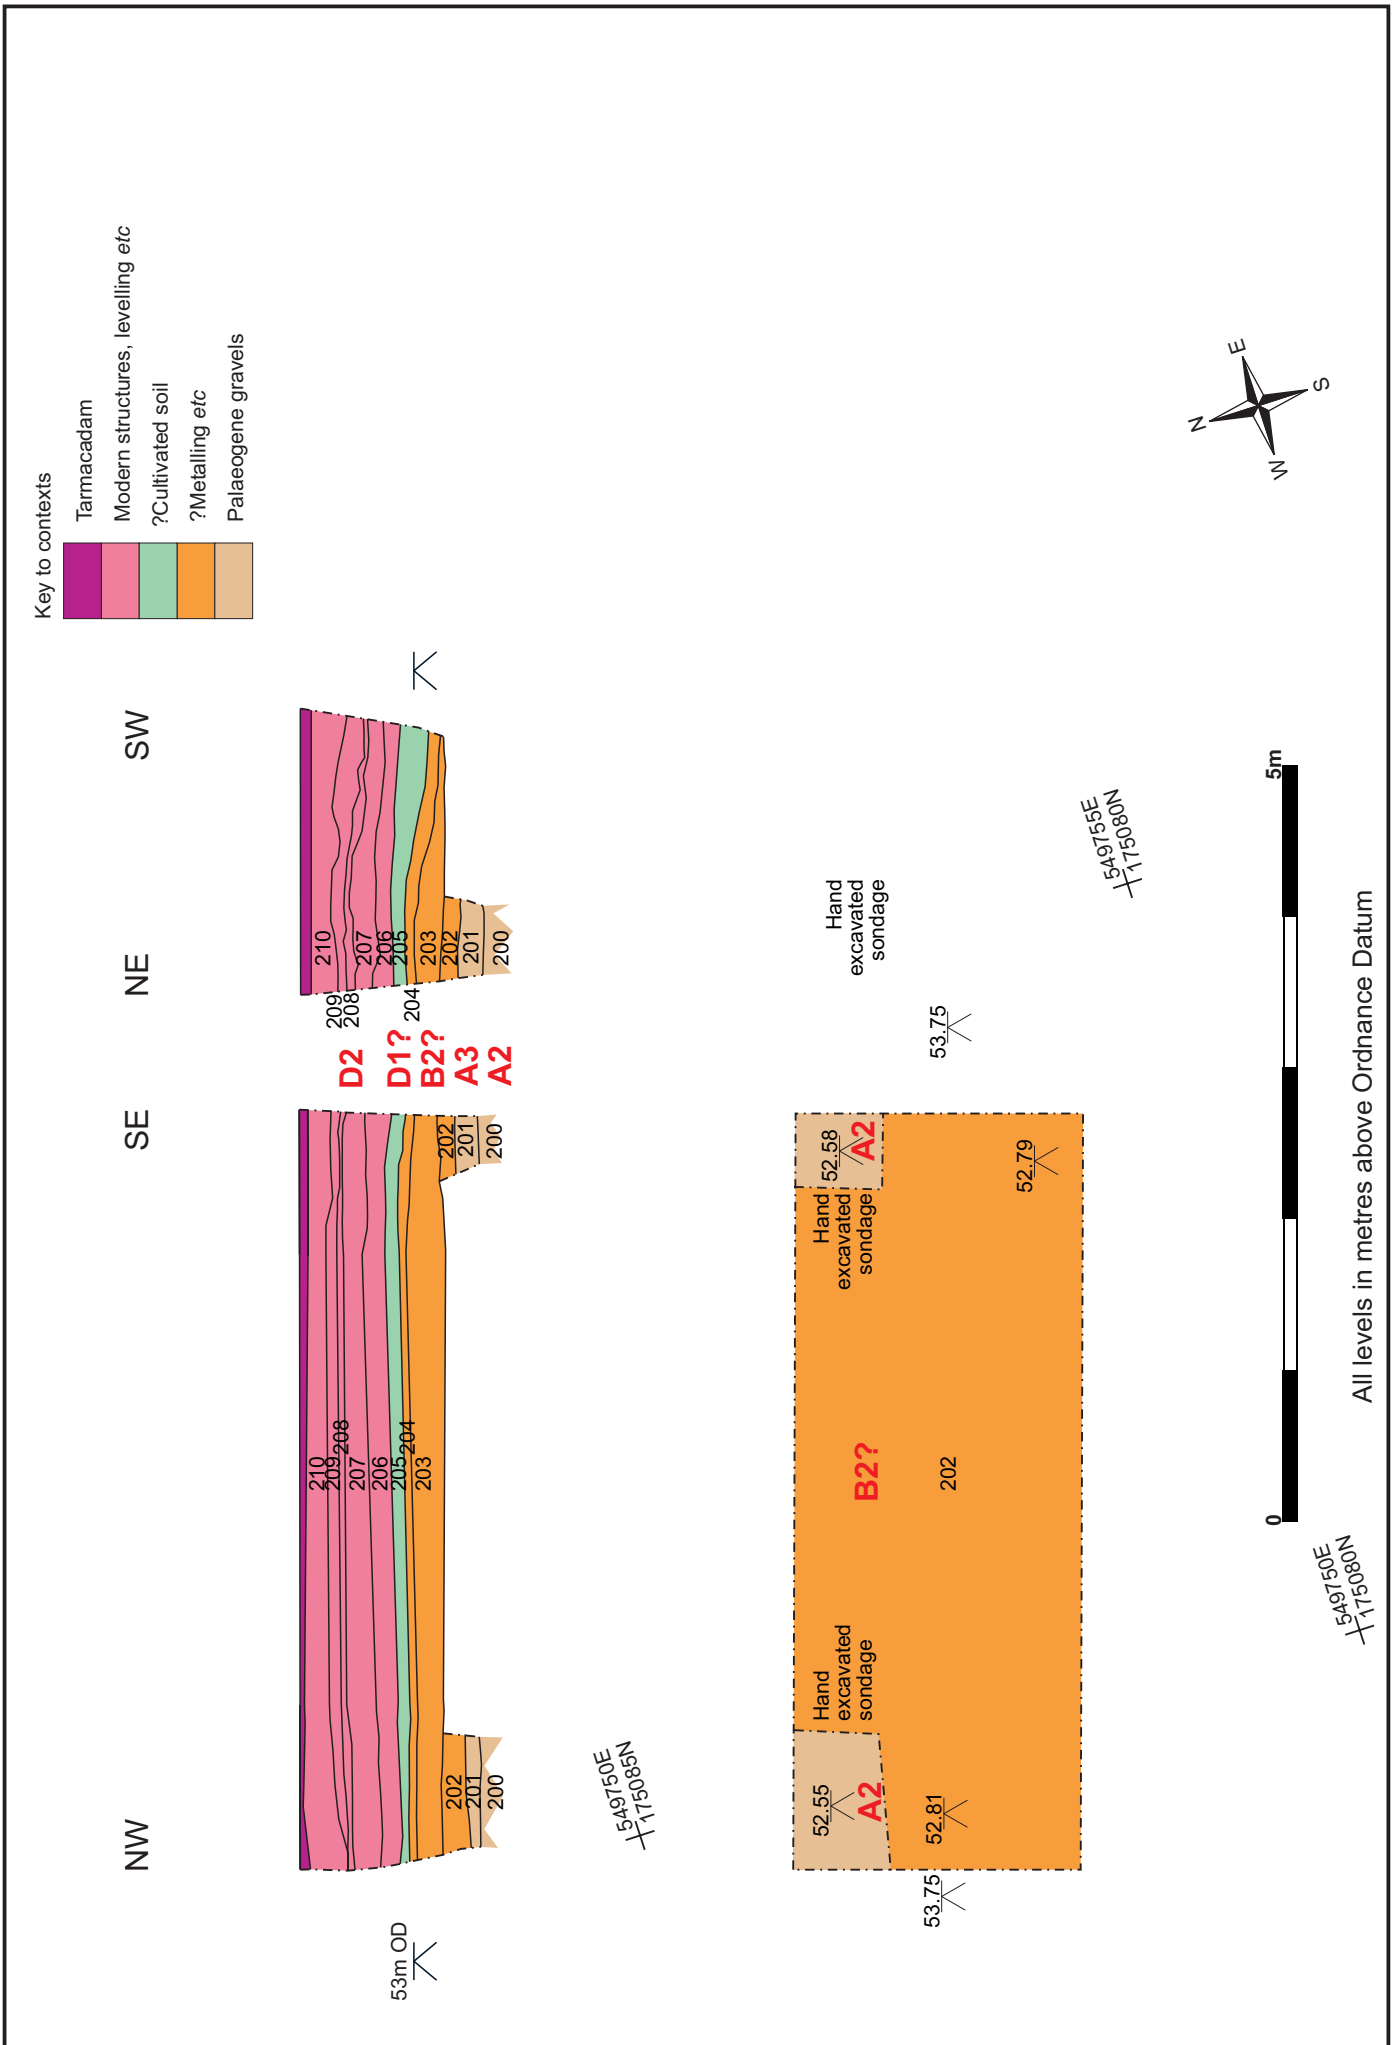 Key to contexts
Tarmacadam
Modern structures, levelling etc
?Cultivated soil
?Metalling etc
Palaeogene gravels
NW
SE
NE
SW
53m OD
210
209
208
207
206
205
204
203
202
201
200
202
201
200
D2
D1?
B2?
A3
A2
209
208
204
210
207
206
205
203
202
201
200
549750E
175085N
53.75
52.55
A2
52.81
Hand
excavated
sondage
B2?
202
Hand
excavated
sondage
52.58
A2
52.79
53.75
Hand
excavated
sondage
549755E
175080N
549750E
175080N
N
E
S
W
0
5m
All levels in metres above Ordnance Datum